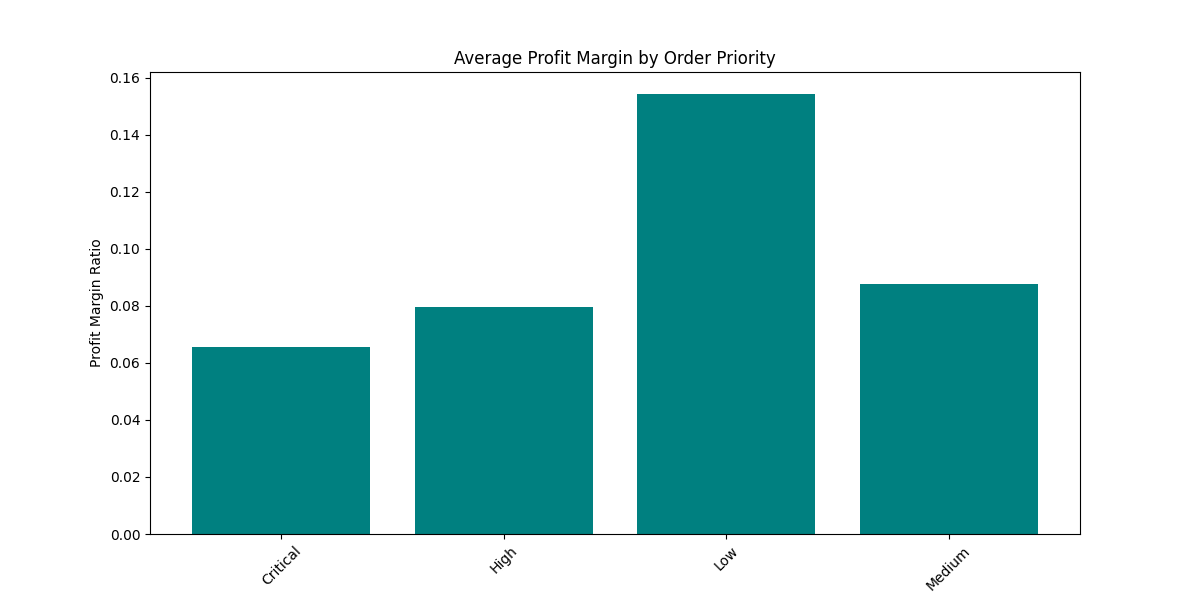 Average Profit Margin by Order Priority
Profit Margin Ratio
0.16
0.14
0.12
0.10
0.08
0.06
0.04
0.02
0.00
Critical
High
Low
Medium